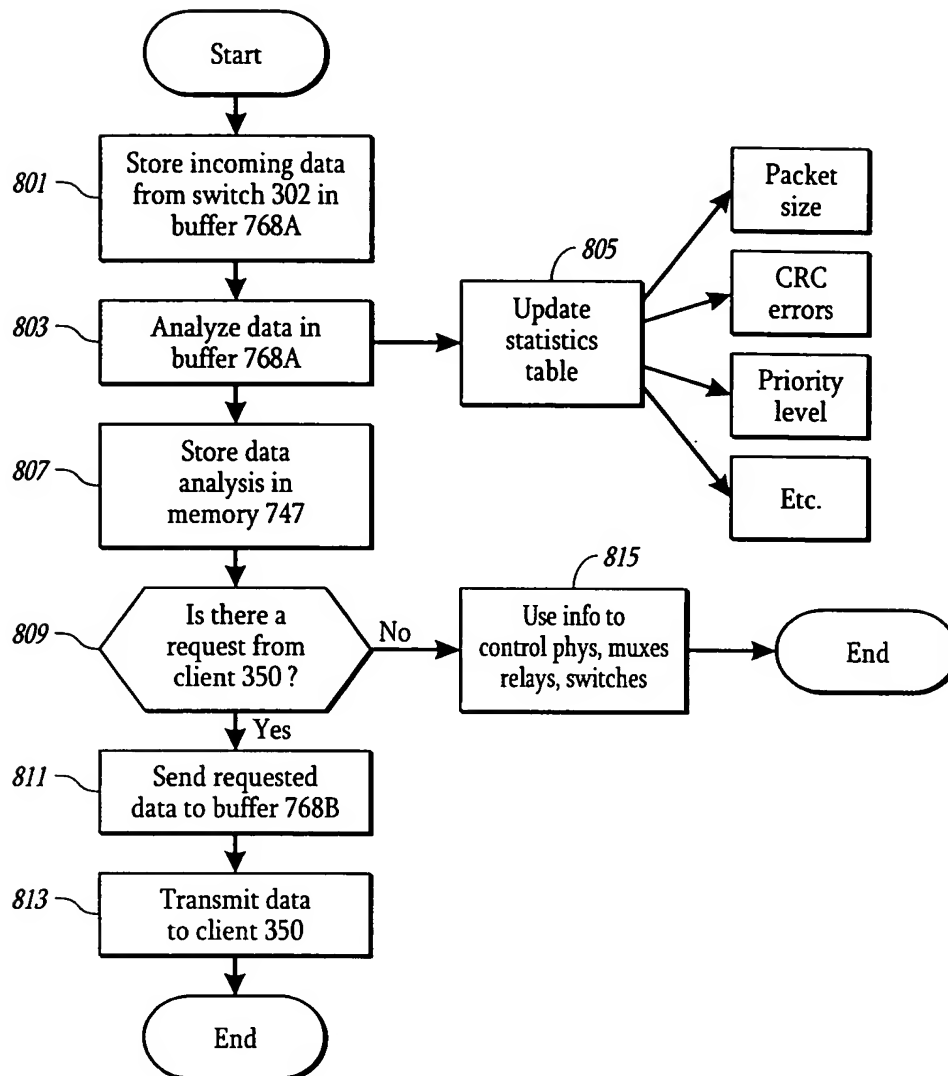 Start
801
Store incoming data
from switch 302 in
buffer 768A
803
Analyze data in
buffer 768A
805
Update
statistics
table
Packet
size
CRC
errors
Priority
level
Etc.
807
Store data
analysis in
memory 747
809
Is there a
request from
client 350 ?
No
815
Use info to
control phys, muxes
relays, switches
End
Yes
811
Send requested
data to buffer 768B
813
Transmit data
to client 350
End